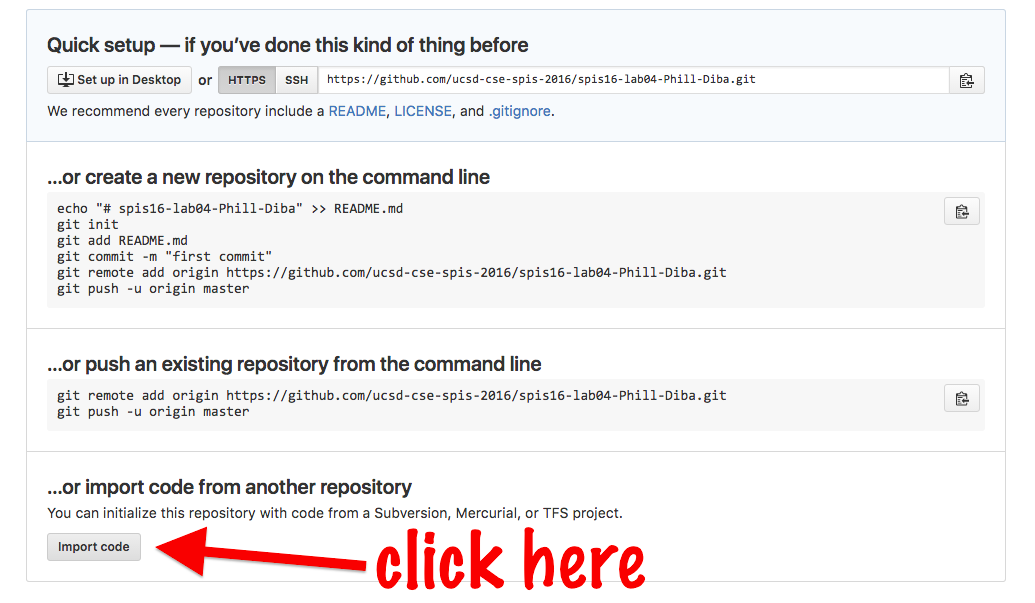 Quick setup — if you've done this kind of thing before
Set up in Desktop or HTTPS SSH https://github.com/ucsd-cse-spis-2016/spis16-lab04-Phill-Diba.git
We recommend every repository include a README, LICENSE, and .gitignore.
...or create a new repository on the command line
echo "# spis16-lab04-Phill-Diba" >> README.md
git init
git add README.md
git commit -m "first commit"
git remote add origin https://github.com/ucsd-cse-spis-2016/spis16-lab04-Phill-Diba.git
git push -u origin master
...or push an existing repository from the command line
git remote add origin https://github.com/ucsd-cse-spis-2016/spis16-lab04-Phill-Diba.git
git push -u origin master
...or import code from another repository
You can initialize this repository with code from a Subversion, Mercurial, or TFS project.
Import code
click here